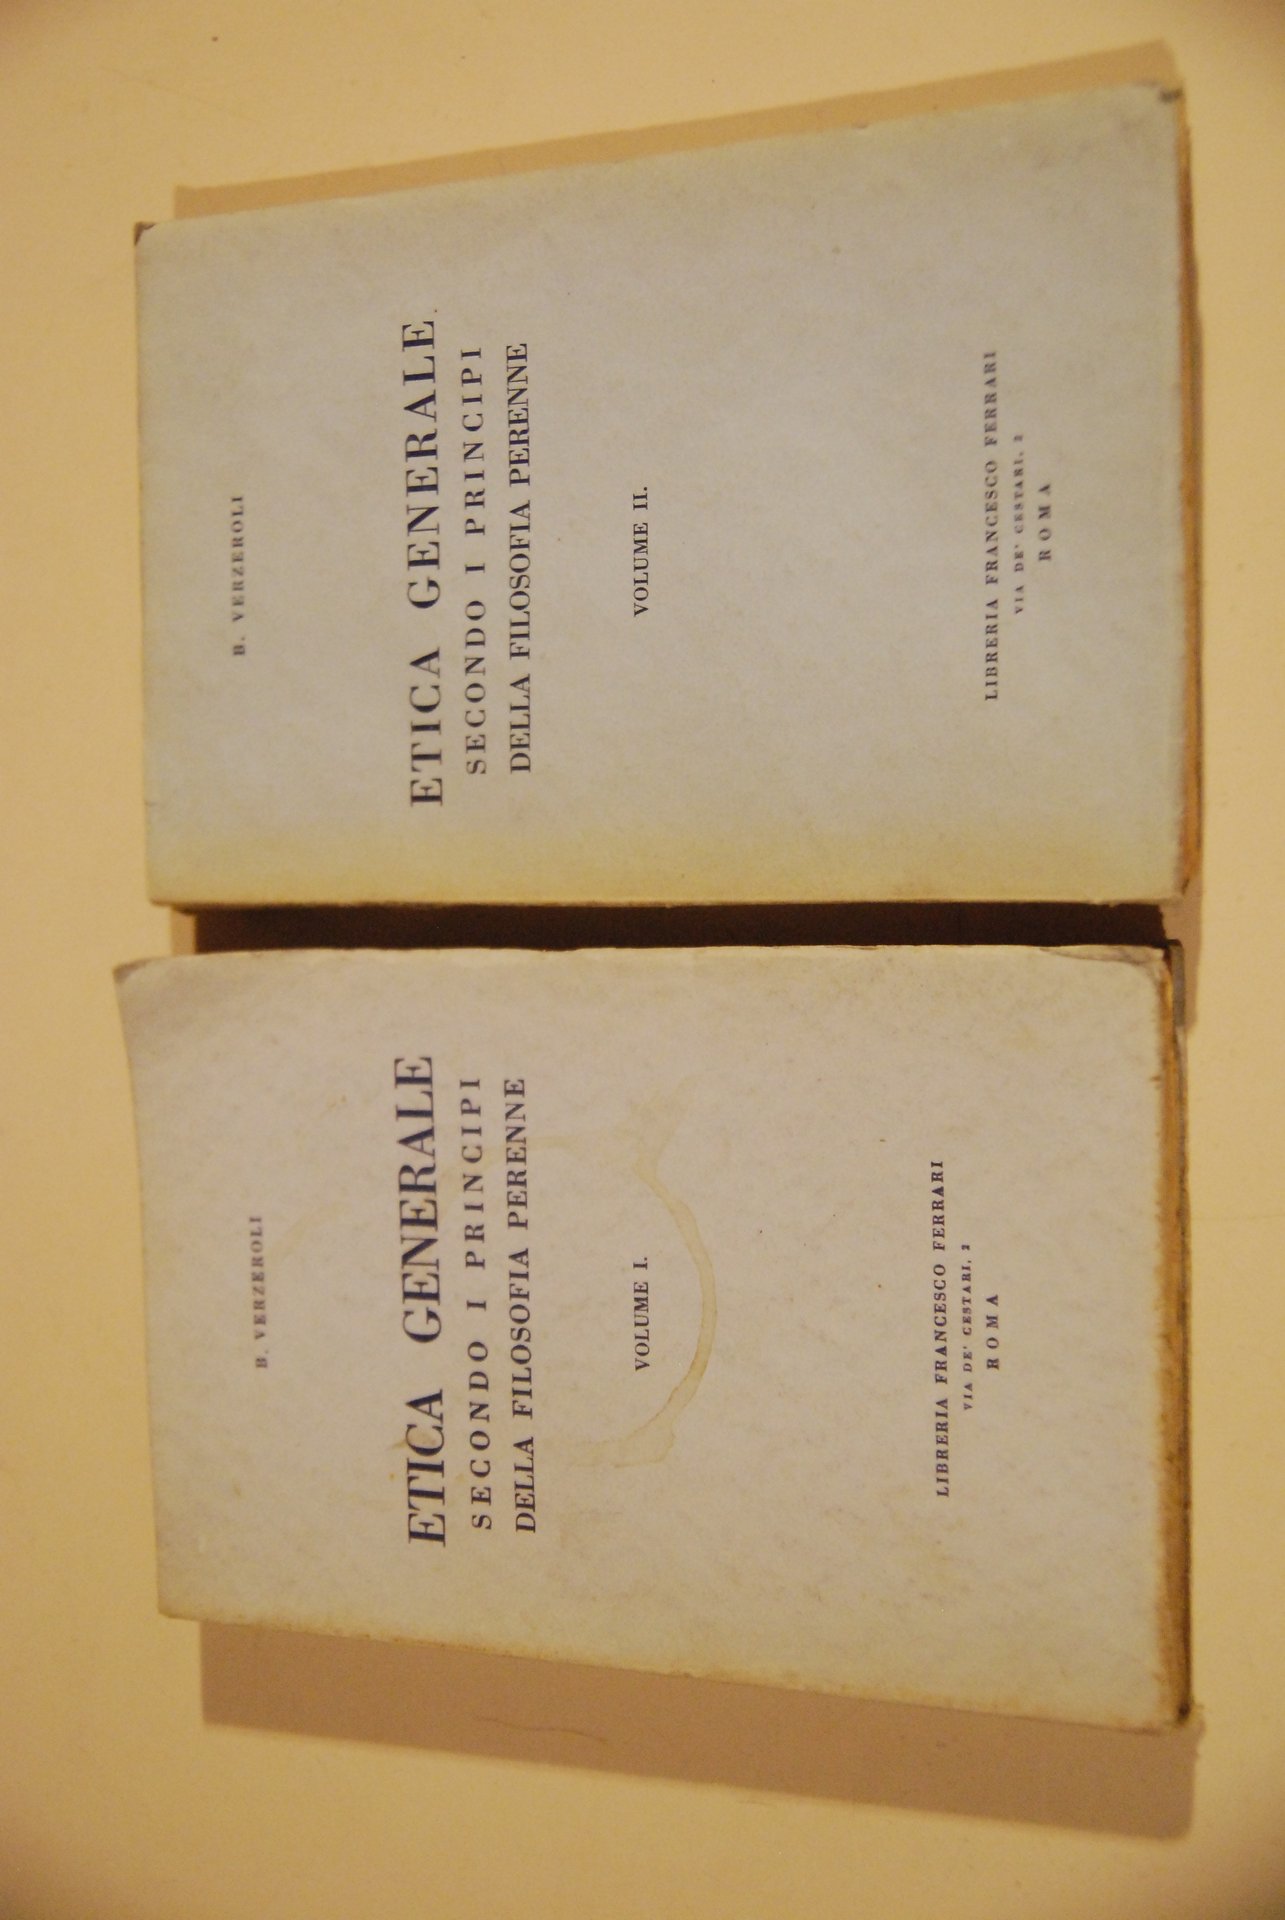 B. VERZEROLI
ETICA GENERALE
SECONDO I PRINCIPI
DELLA FILOSOFIA PERENNE
VOLUME I.
LIBRERIA FRANCESCO FERRARI
VIA DE' CESTARI, 2
ROMA
B. VERZEROLI
ETICA GENERALE
SECONDO I PRINCIPI
DELLA FILOSOFIA PERENNE
VOLUME II.
LIBRERIA FRANCESCO FERRARI
VIA DE' CESTARI, 2
ROMA